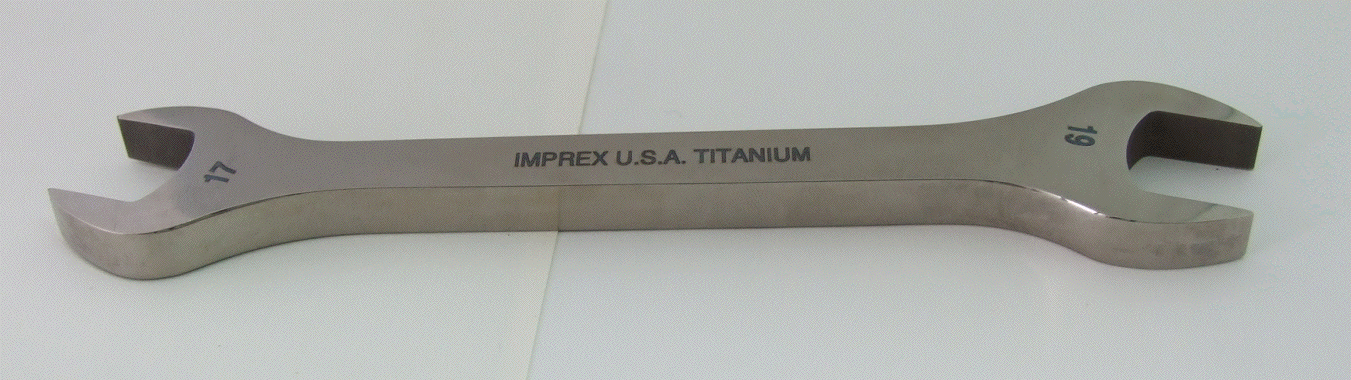 17
IMPREX U.S.A. TITANIUM
19